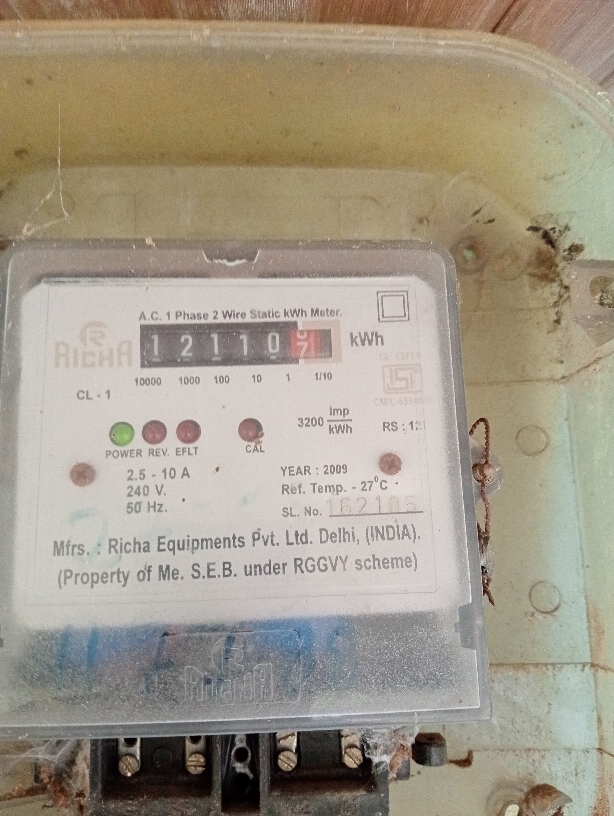 A.C. 1 Phase 2 Wire Static kWh Meter.
RICHA
1 2 1 1 0 7 kWh
10000 1000 100 10 1 1/10
CL - 1
ISI
3200 Imp/kWh
POWER REV. EFLT CAL
2.5 - 10 A
240 V.
50 Hz.
YEAR : 2009
Ref. Temp. - 27°C
SL. No. 162105
Mfrs. : Richa Equipments Pvt. Ltd. Delhi, (INDIA).
(Property of Me. S.E.B. under RGGVY scheme)
RICHA